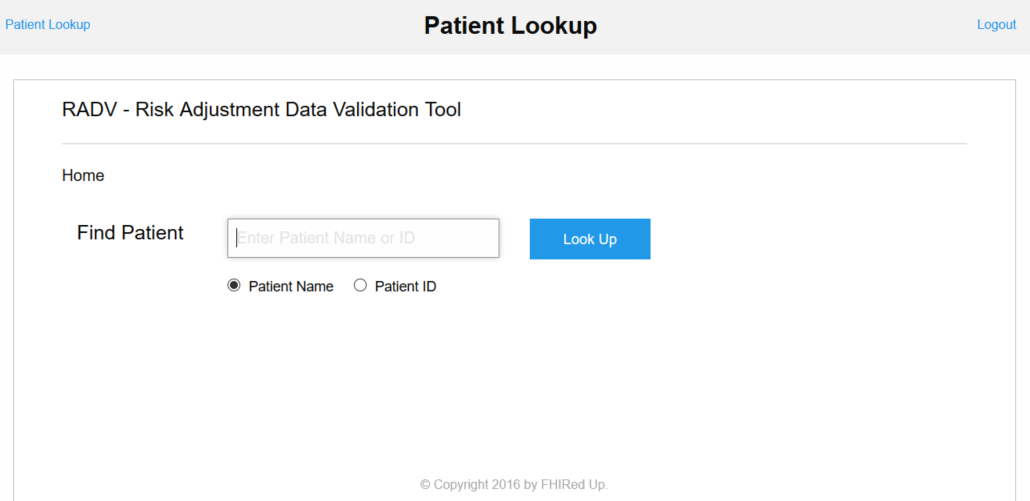 Patient Lookup
Patient Lookup
Logout
RADV - Risk Adjustment Data Validation Tool
Home
Find Patient
Enter Patient Name or ID
Look Up
Patient Name
Patient ID
© Copyright 2016 by FHIRed Up.